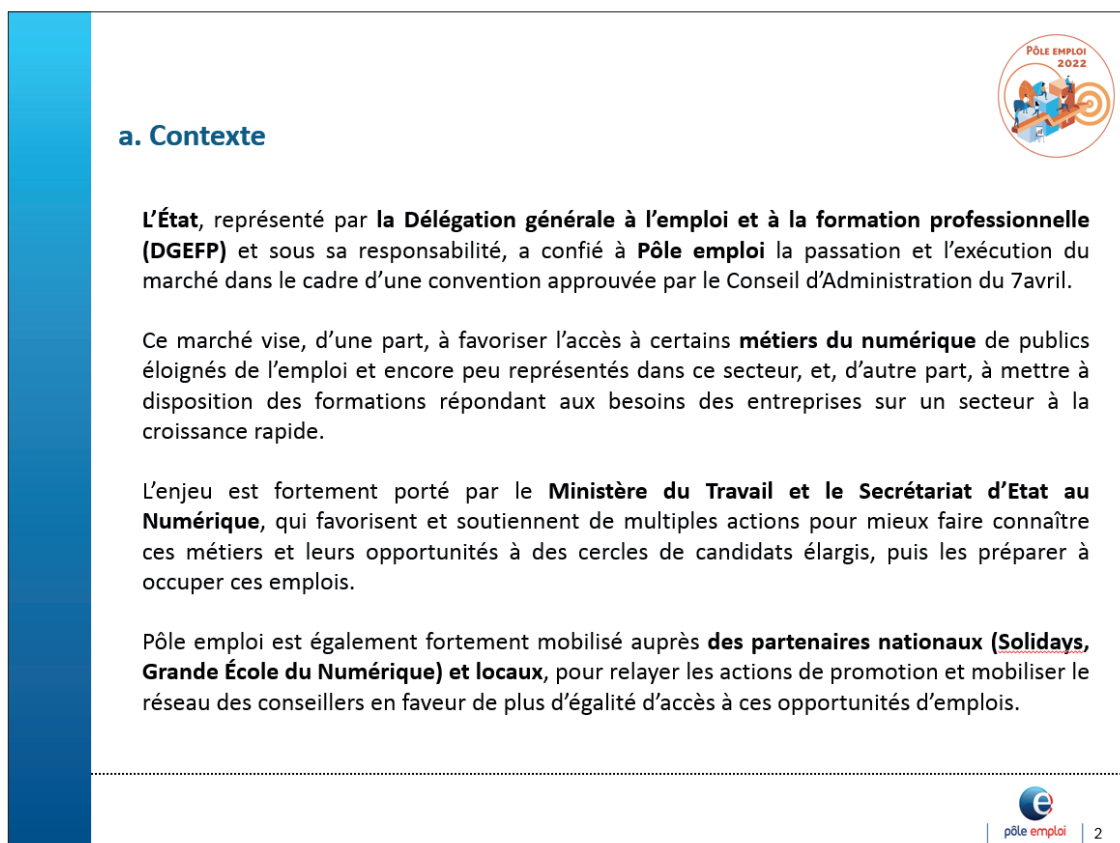 PÔLE EMPLOI
2022
a. Contexte
L’État, représenté par la Délégation générale à l’emploi et à la formation professionnelle
(DGEFP) et sous sa responsabilité, a confié à Pôle emploi la passation et l’exécution du
marché dans le cadre d’une convention approuvée par le Conseil d’Administration du 7avril.
Ce marché vise, d’une part, à favoriser l’accès à certains métiers du numérique de publics
éloignés de l’emploi et encore peu représentés dans ce secteur, et, d’autre part, à mettre à
disposition des formations répondant aux besoins des entreprises sur un secteur à la
croissance rapide.
L’enjeu est fortement porté par le Ministère du Travail et le Secrétariat d’Etat au
Numérique, qui favorisent et soutiennent de multiples actions pour mieux faire connaître
ces métiers et leurs opportunités à des cercles de candidats élargis, puis les préparer à
occuper ces emplois.
Pôle emploi est également fortement mobilisé auprès des partenaires nationaux (Solidays,
Grande École du Numérique) et locaux, pour relayer les actions de promotion et mobiliser le
réseau des conseillers en faveur de plus d’égalité d’accès à ces opportunités d’emplois.
pôle emploi
2